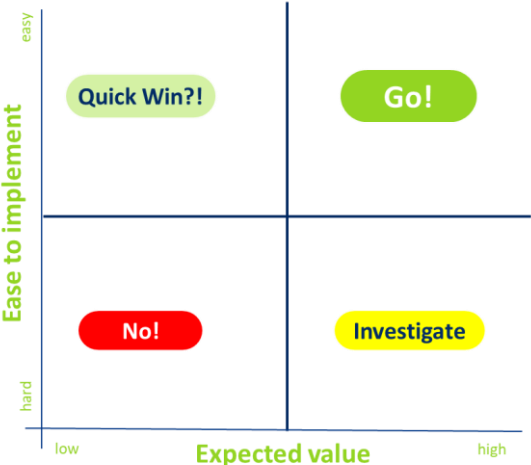 easy
Quick Win?!
Go!
Ease to implement
No!
Investigate
hard
low
high
Expected value